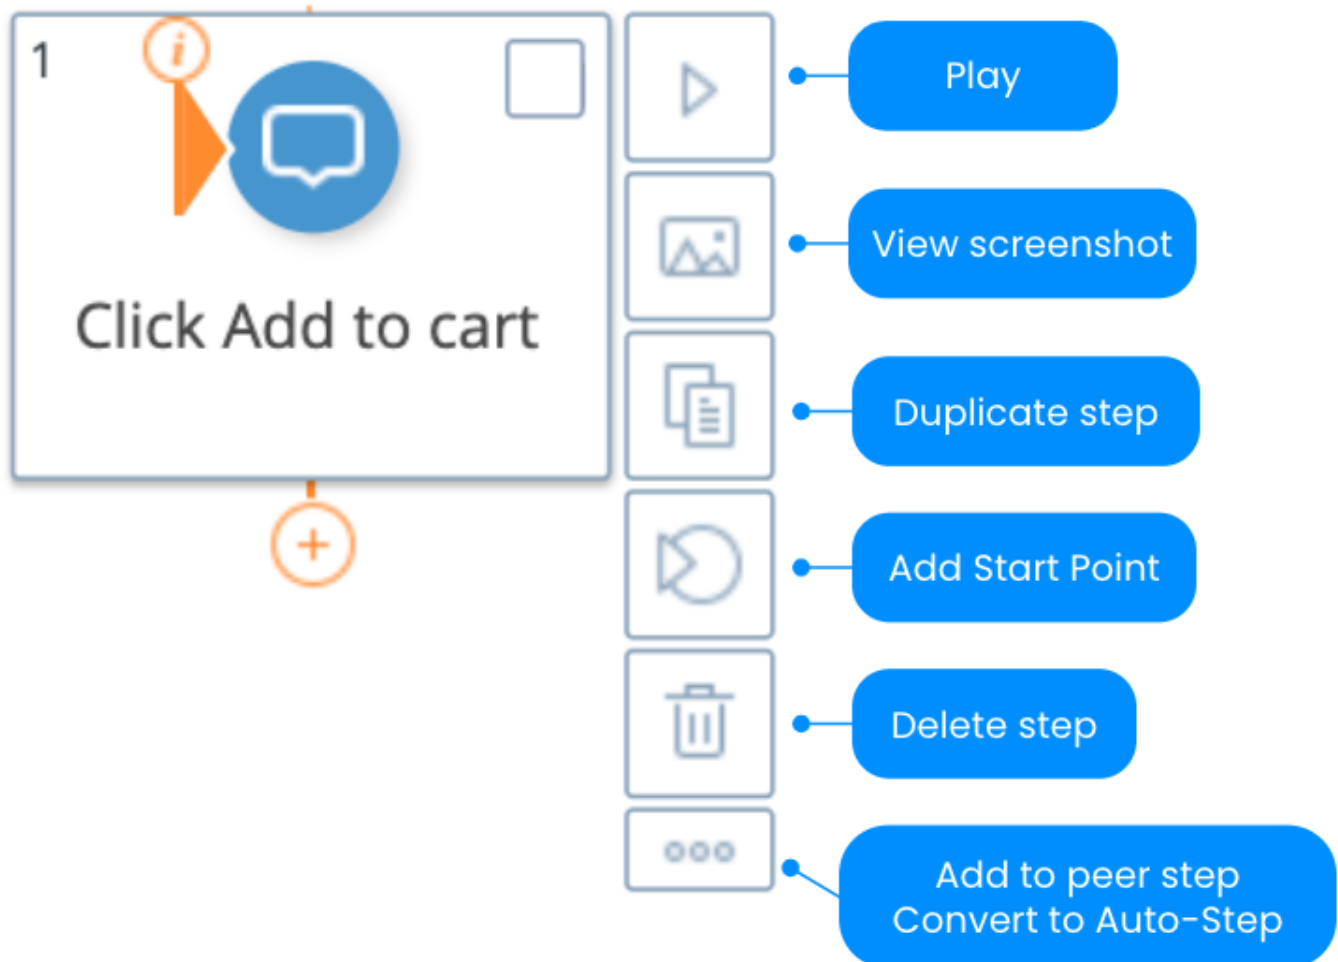 1
i
Click Add to cart
Play
View screenshot
Duplicate step
Add Start Point
Delete step
Add to peer step
Convert to Auto-Step